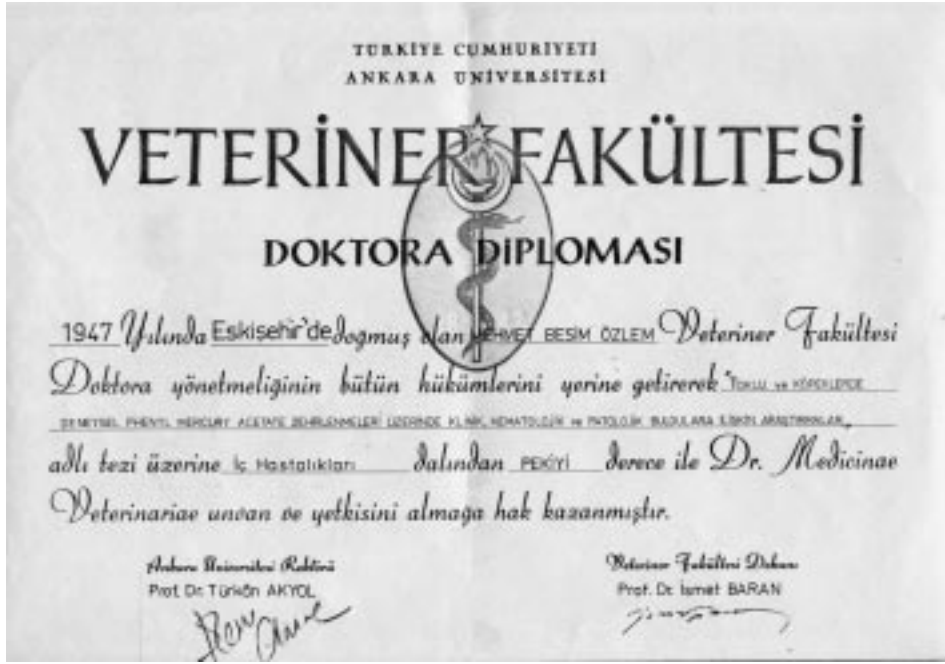 TÜRKİYE CUMHURİYETİ
ANKARA ÜNİVERSİTESİ
VETERİNER FAKÜLTESİ
DOKTORA DİPLOMASI
1947 Yılında Eskişehir'de doğmuş olan MEHMET BESİM ÖZLEM Veteriner Fakültesi
Doktora yönetmeliğinin bütün hükümlerini yerine getirerek "TOKLU ve KÖPEKLERDE
DENEYSEL PHENYL MERCURY ACETATE ZEHİRLENMELERİ ÜZERİNDE KLİNİK, HEMATOLOJİK ve PATOLOJİK BULGULARA İLİŞKİN ARAŞTIRMALAR„
adlı tezi üzerine İç Hastalıkları dalından PEKİYİ derece ile Dr. Medicinae
Veterinariae unvan ve yetkisini almağa hak kazanmıştır.
Ankara Üniversitesi Rektörü
Prof. Dr. Türkân AKYOL
Veteriner Fakültesi Dekanı
Prof. Dr. İsmet BARAN